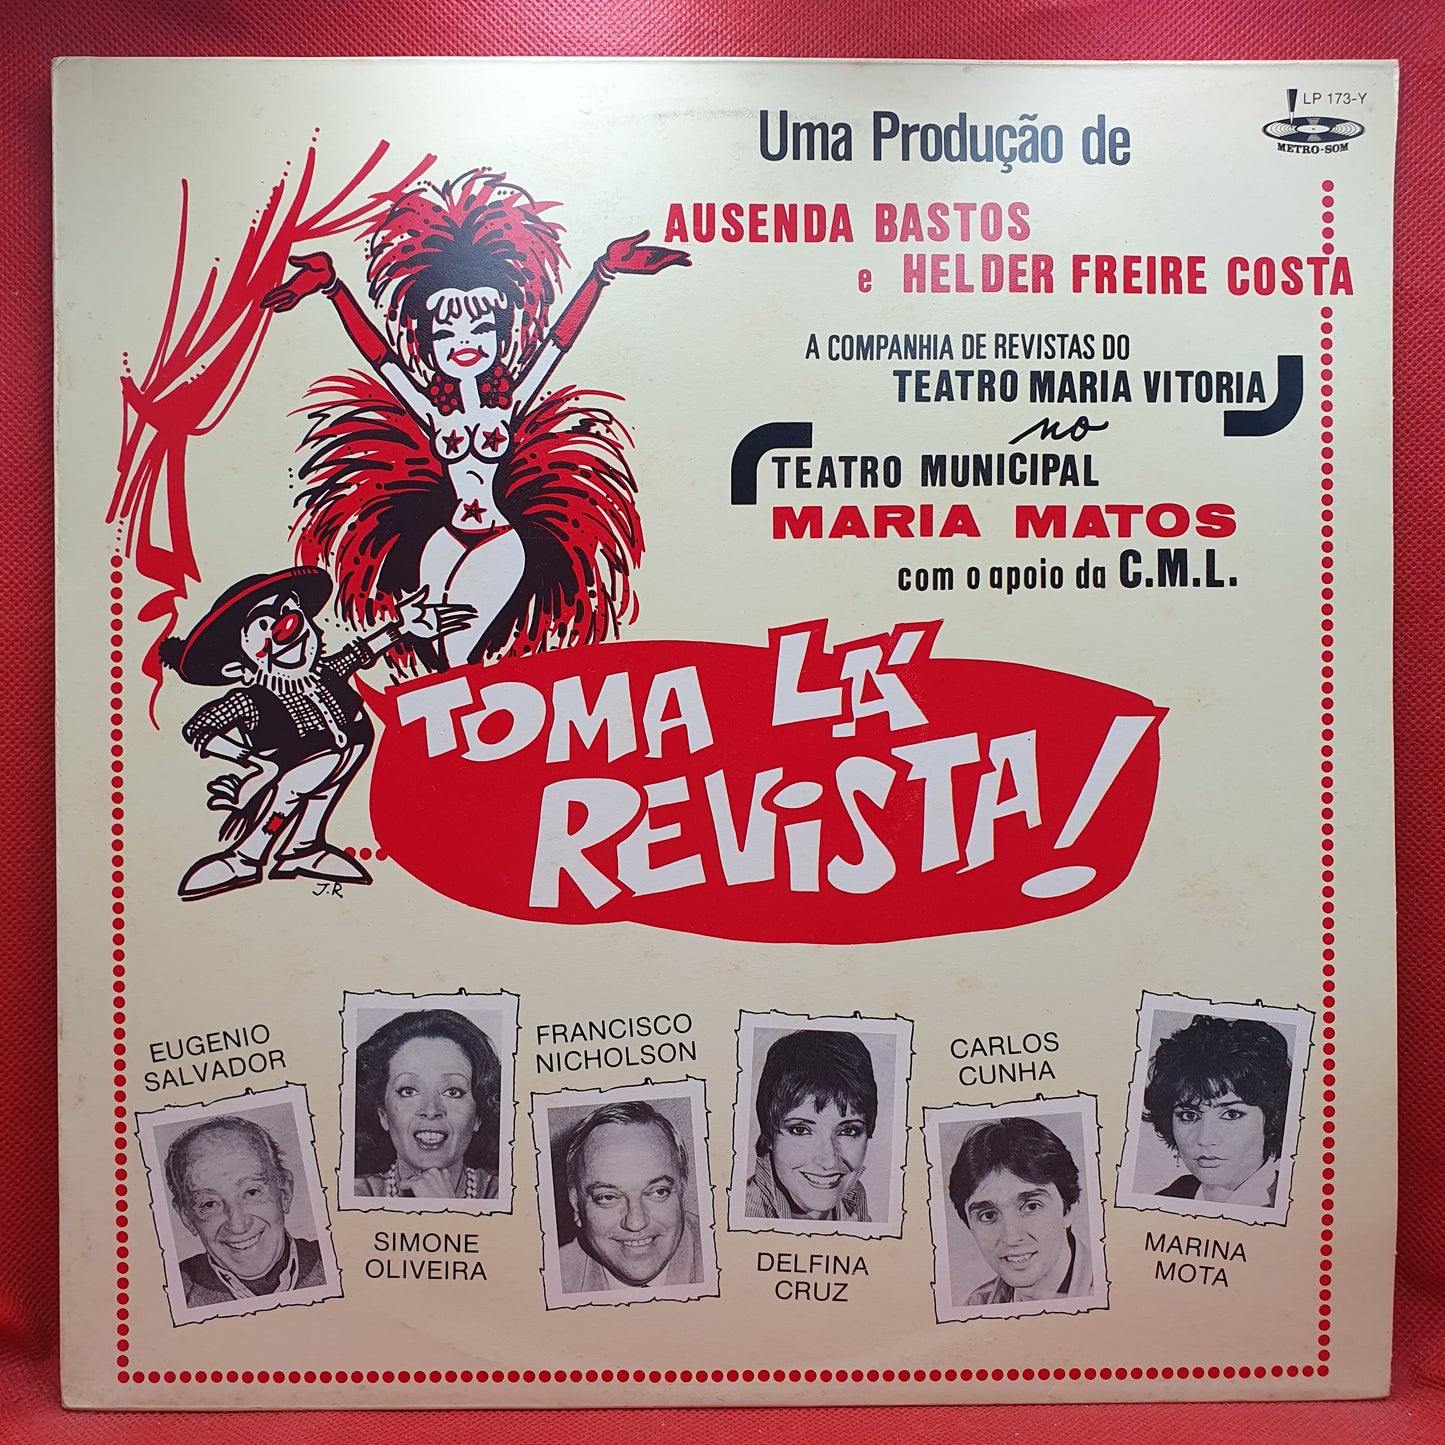 LP 173-Y
METRO-SOM
Uma Produção de
AUSENDA BASTOS
e HELDER FREIRE COSTA
A COMPANHIA DE REVISTAS DO
TEATRO MARIA VITORIA
no
TEATRO MUNICIPAL
MARIA MATOS
com o apoio da C.M.L.
TOMA LÁ
REVISTA!
J.R.
EUGENIO
SALVADOR
SIMONE
OLIVEIRA
FRANCISCO
NICHOLSON
DELFINA
CRUZ
CARLOS
CUNHA
MARINA
MOTA